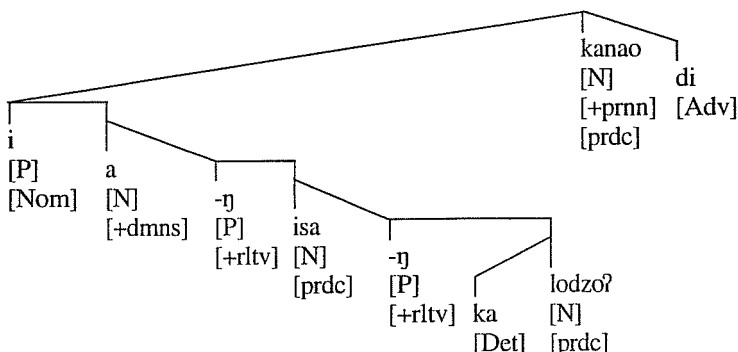 kanao
[N]
[+prnn]
[prdc]
di
[Adv]
i
[P]
[Nom]
a
[N]
[+dmns]
-ŋ
[P]
[+rltv]
isa
[N]
[prdc]
-ŋ
[P]
[+rltv]
ka
[Det]
lodzoʔ
[N]
[prdc]